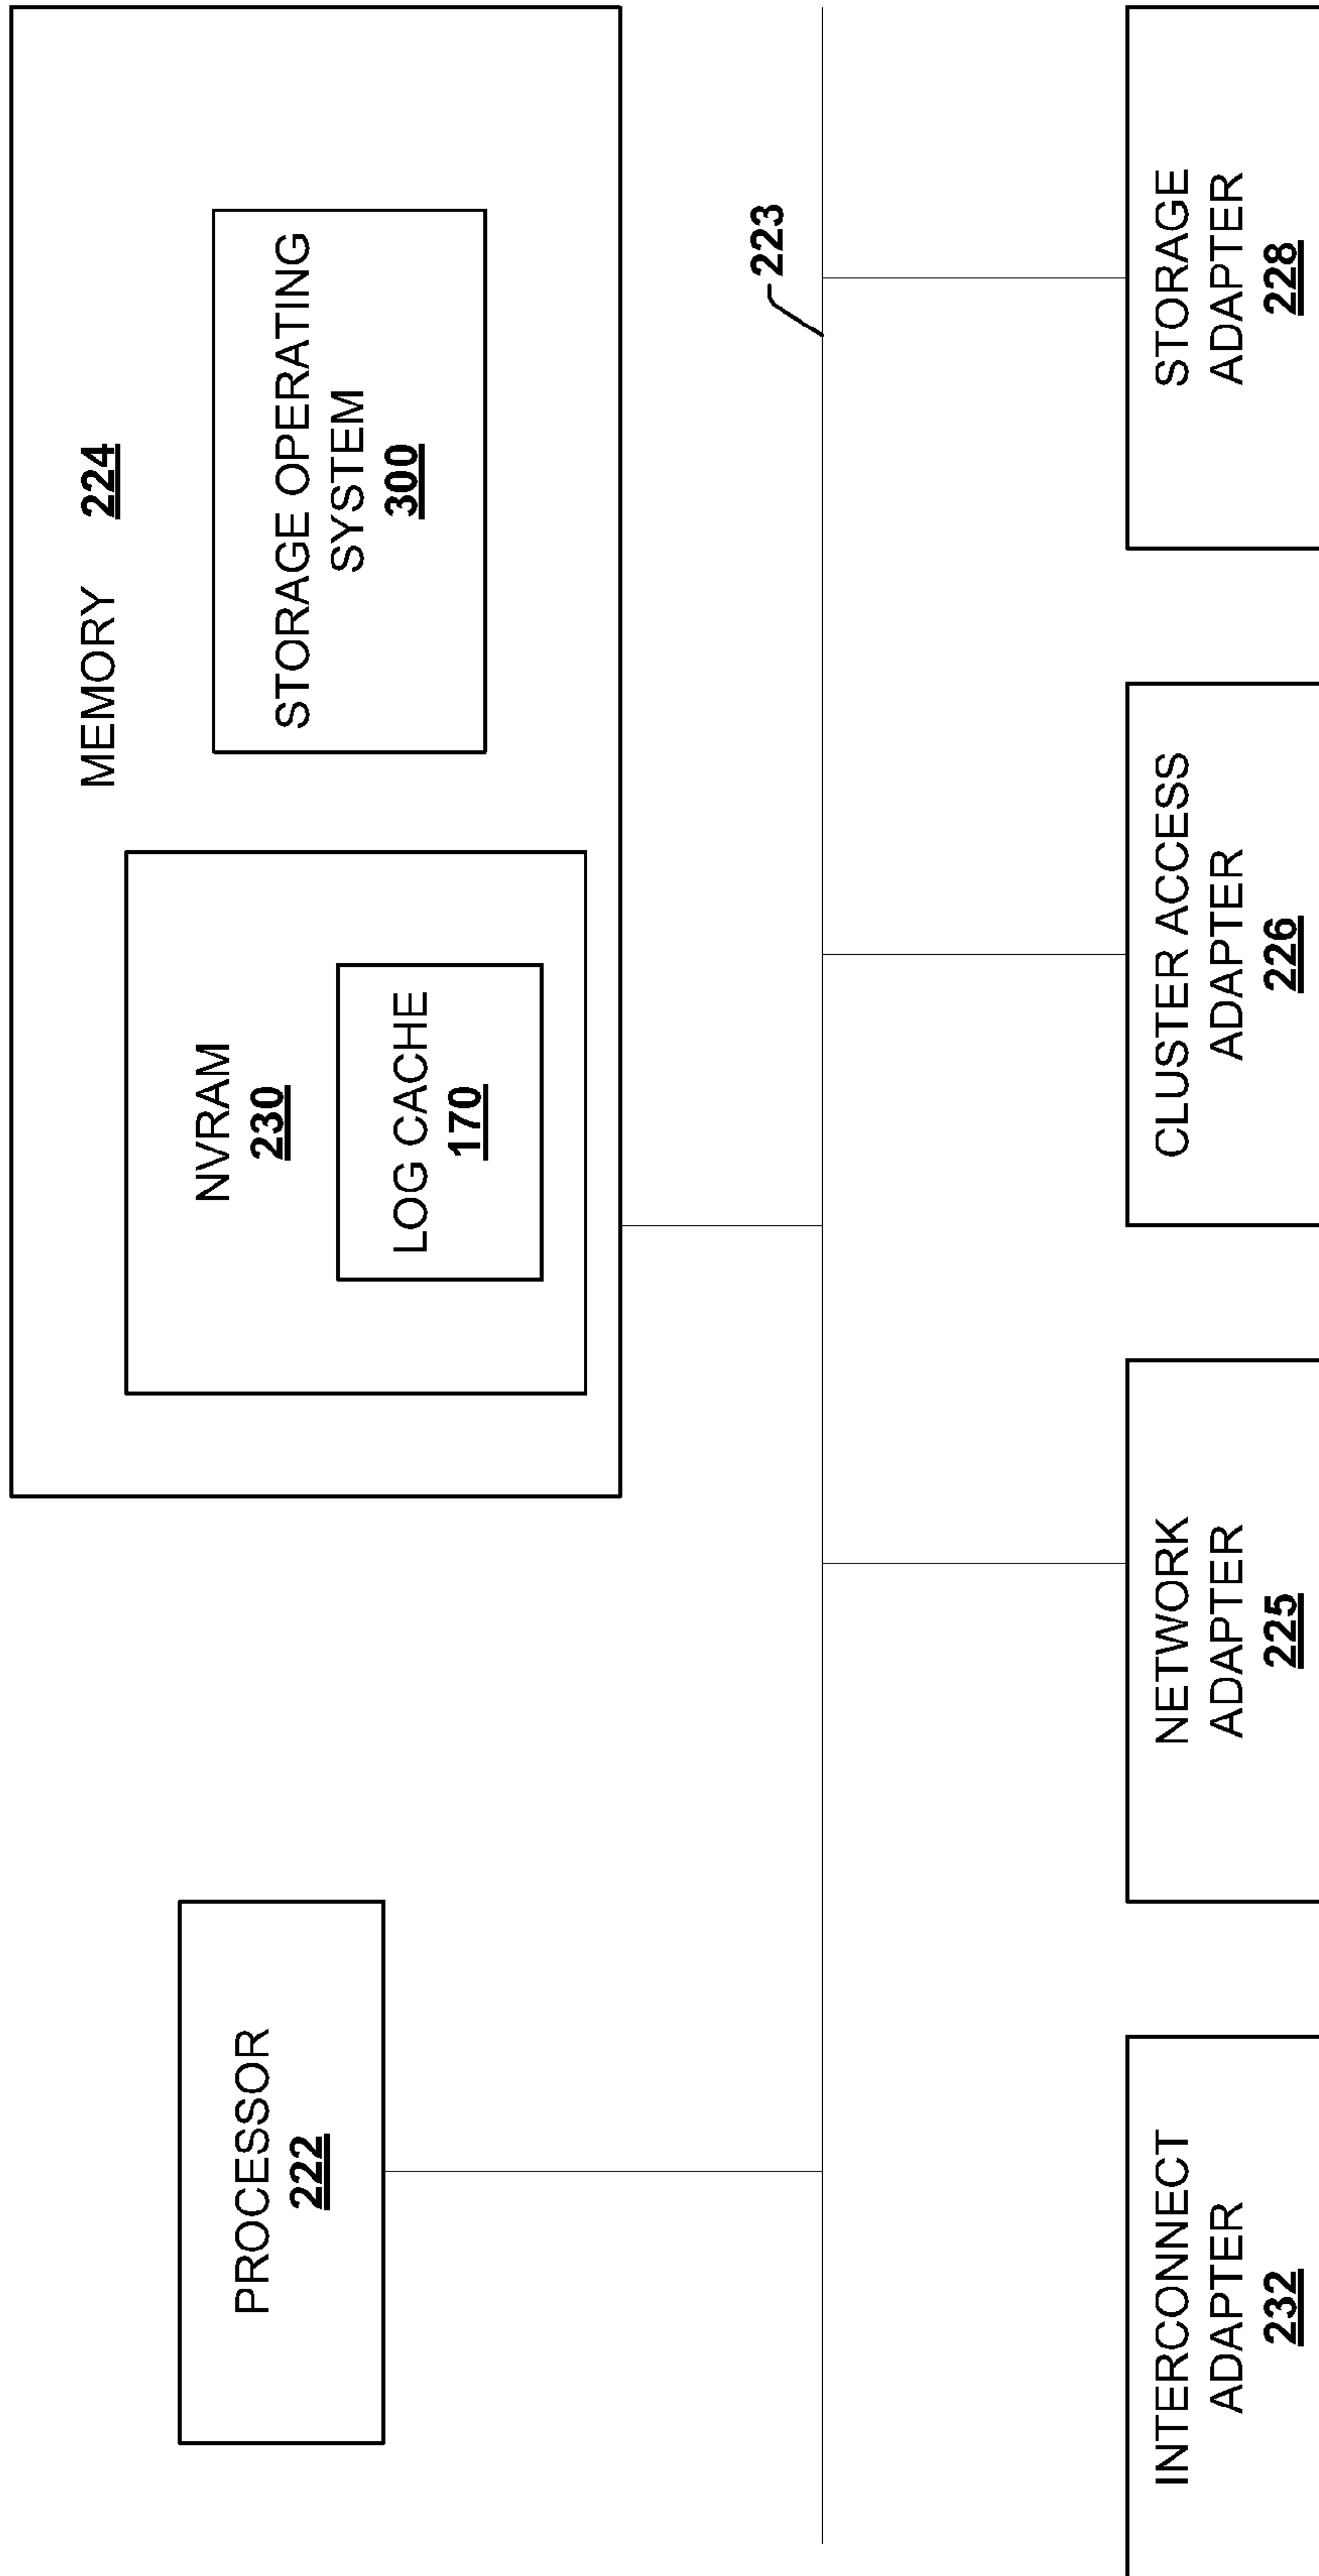 MEMORY 224
NVRAM
230
LOG CACHE
170
STORAGE OPERATING
SYSTEM
300
PROCESSOR
222
223
INTERCONNECT
ADAPTER
232
NETWORK
ADAPTER
225
CLUSTER ACCESS
ADAPTER
226
STORAGE
ADAPTER
228